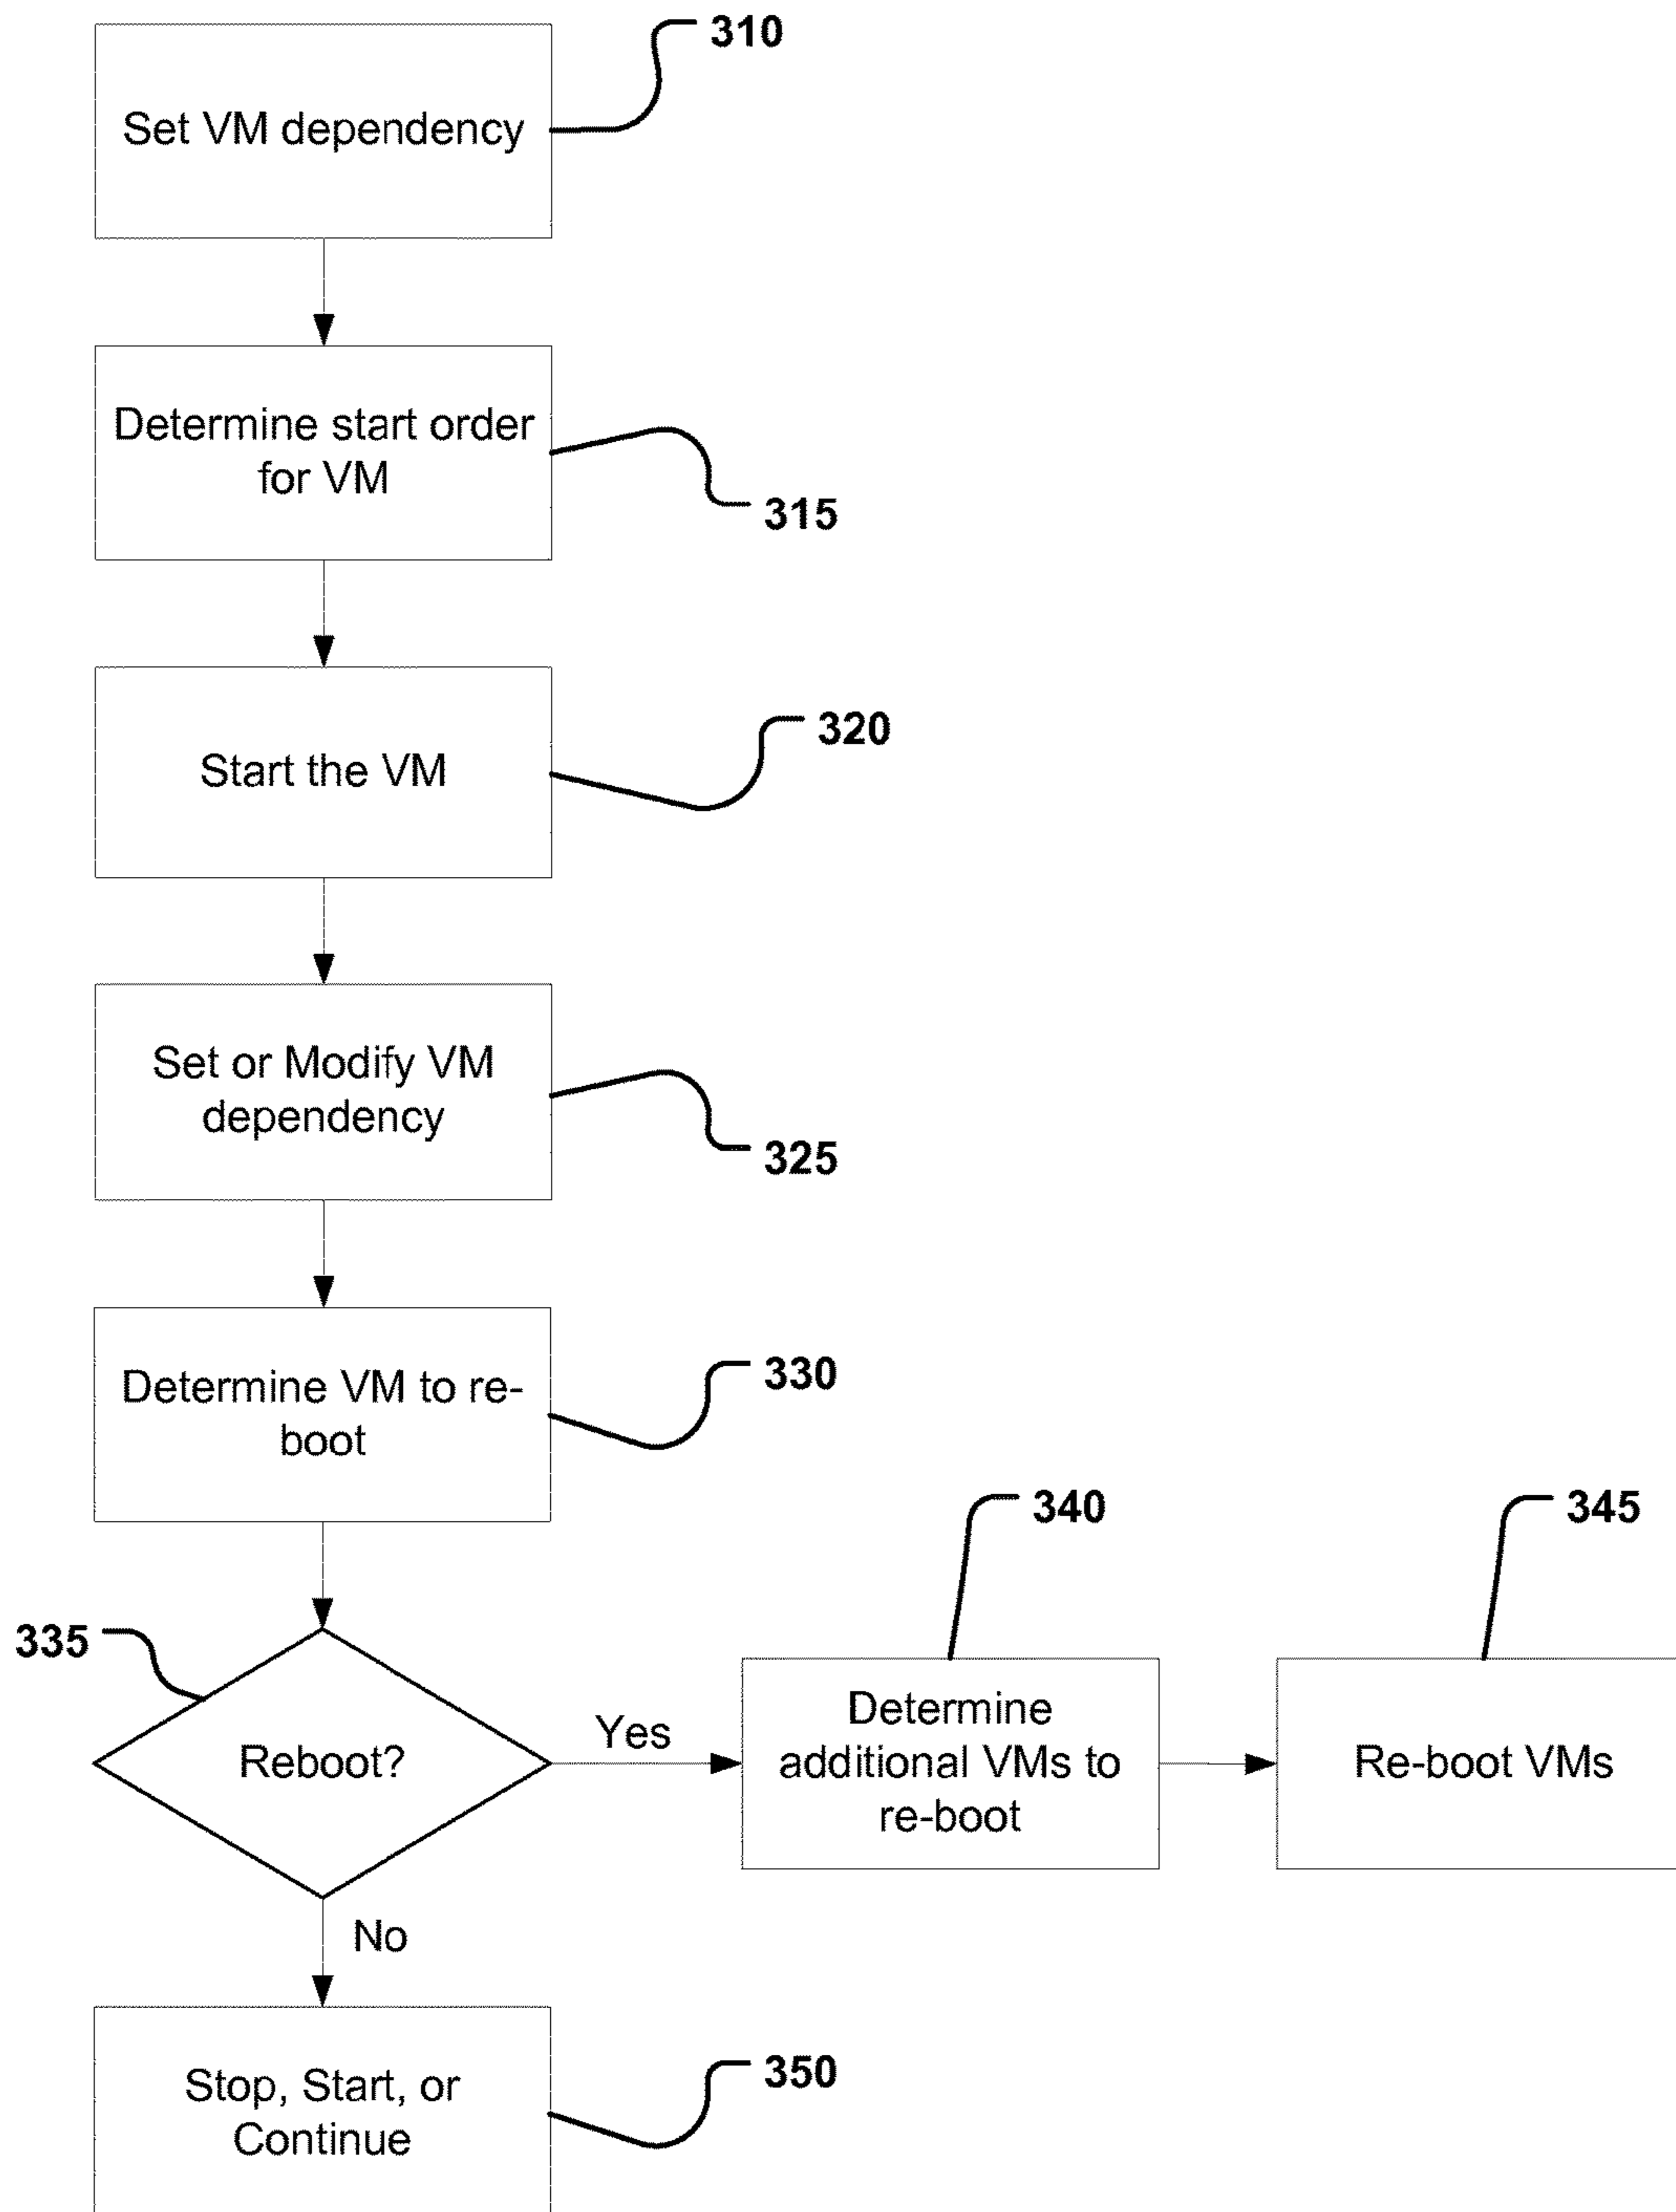 310
Set VM dependency
Determine start order
for VM
315
320
Start the VM
Set or Modify VM
dependency
325
330
Determine VM to re-
boot
340
345
335
Reboot?
Yes
Determine
additional VMs to
re-boot
Re-boot VMs
No
Stop, Start, or
Continue
350